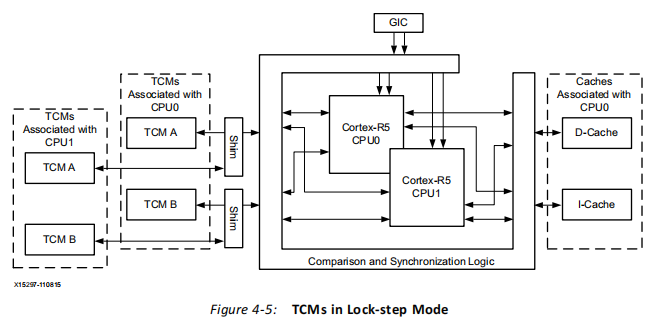 GIC
TCMs
Associated with
CPU0
TCMs
Associated with
CPU1
TCM A
TCM A
TCM B
TCM B
Shim
Shim
Cortex-R5
CPU0
Cortex-R5
CPU1
Comparison and Synchronization Logic
Caches
Associated with
CPU0
D-Cache
I-Cache
X15297-110815
Figure 4-5: TCMs in Lock-step Mode